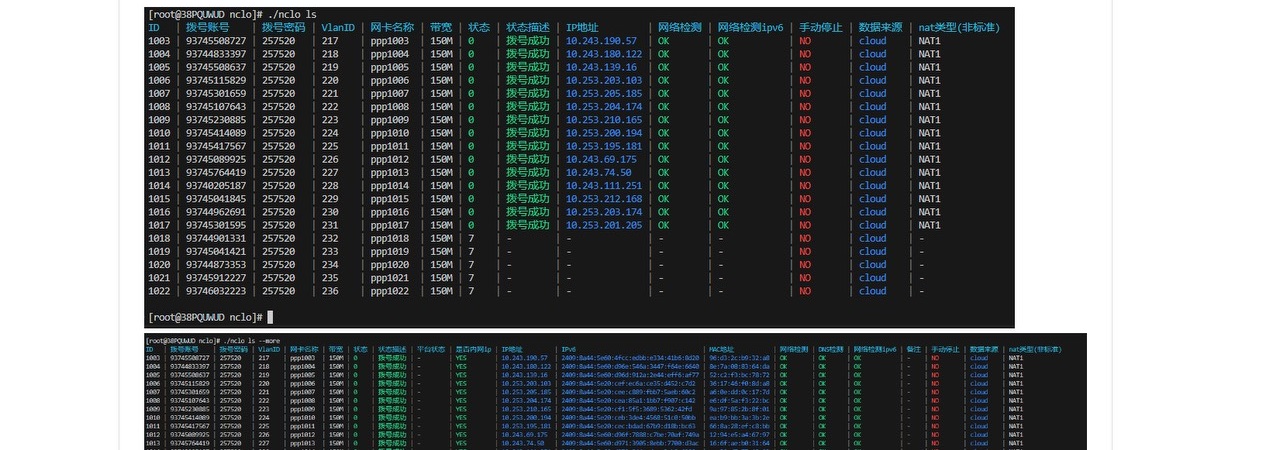 [root@38PQUWUD nclo]# ./nclo ls
ID | 拨号账号 | 拨号密码 | VlanID | 网卡名称 | 带宽 | 状态 | 状态描述 | IP地址 | 网络检测 | 网络检测ipv6 | 手动停止 | 数据来源 | nat类型(非标准)
1003 | 93745508727 | 257520 | 217 | ppp1003 | 150M | 0 | 拨号成功 | 10.243.190.57 | OK | OK | NO | cloud | NAT1
1004 | 93744833397 | 257520 | 218 | ppp1004 | 150M | 0 | 拨号成功 | 10.243.180.122 | OK | OK | NO | cloud | NAT1
1005 | 93745508637 | 257520 | 219 | ppp1005 | 150M | 0 | 拨号成功 | 10.243.139.16 | OK | OK | NO | cloud | NAT1
1006 | 93745115829 | 257520 | 220 | ppp1006 | 150M | 0 | 拨号成功 | 10.253.203.103 | OK | OK | NO | cloud | NAT1
1007 | 93745301659 | 257520 | 221 | ppp1007 | 150M | 0 | 拨号成功 | 10.253.205.185 | OK | OK | NO | cloud | NAT1
1008 | 93745107643 | 257520 | 222 | ppp1008 | 150M | 0 | 拨号成功 | 10.253.204.174 | OK | OK | NO | cloud | NAT1
1009 | 93745230885 | 257520 | 223 | ppp1009 | 150M | 0 | 拨号成功 | 10.253.210.165 | OK | OK | NO | cloud | NAT1
1010 | 93745414089 | 257520 | 224 | ppp1010 | 150M | 0 | 拨号成功 | 10.253.200.194 | OK | OK | NO | cloud | NAT1
1011 | 93745417567 | 257520 | 225 | ppp1011 | 150M | 0 | 拨号成功 | 10.253.195.181 | OK | OK | NO | cloud | NAT1
1012 | 93745089925 | 257520 | 226 | ppp1012 | 150M | 0 | 拨号成功 | 10.243.69.175 | OK | OK | NO | cloud | NAT1
1013 | 93745764419 | 257520 | 227 | ppp1013 | 150M | 0 | 拨号成功 | 10.243.74.50 | OK | OK | NO | cloud | NAT1
1014 | 93740205187 | 257520 | 228 | ppp1014 | 150M | 0 | 拨号成功 | 10.243.111.251 | OK | OK | NO | cloud | NAT1
1015 | 93745041845 | 257520 | 229 | ppp1015 | 150M | 0 | 拨号成功 | 10.253.212.168 | OK | OK | NO | cloud | NAT1
1016 | 93744962691 | 257520 | 230 | ppp1016 | 150M | 0 | 拨号成功 | 10.253.203.174 | OK | OK | NO | cloud | NAT1
1017 | 93745301595 | 257520 | 231 | ppp1017 | 150M | 0 | 拨号成功 | 10.253.201.205 | OK | OK | NO | cloud | NAT1
1018 | 93744901331 | 257520 | 232 | ppp1018 | 150M | 7 | - | - | - | - | NO | cloud | -
1019 | 93745041421 | 257520 | 233 | ppp1019 | 150M | 7 | - | - | - | - | NO | cloud | -
1020 | 93744873353 | 257520 | 234 | ppp1020 | 150M | 7 | - | - | - | - | NO | cloud | -
1021 | 93745912227 | 257520 | 235 | ppp1021 | 150M | 7 | - | - | - | - | NO | cloud | -
1022 | 93746032223 | 257520 | 236 | ppp1022 | 150M | 7 | - | - | - | - | NO | cloud | -
[root@38PQUWUD nclo]#
[root@38PQUWUD nclo]# ./nclo ls --more
ID | 拨号账号 | 拨号密码 | VlanID | 网卡名称 | 带宽 | 状态 | 状态描述 | 平台状态 | 是否内网ip | IP地址 | IPv6 | MAC地址 | 网络检测 | DNS检测 | 网络检测ipv6 | 备注 | 手动停止 | 数据来源 | nat类型(非标准)
1003 | 93745508727 | 257520 | 217 | ppp1003 | 150M | 0 | 拨号成功 | - | YES | 10.243.190.57 | OK | OK | OK | - | NO | cloud | NAT1
1004 | 93744833397 | 257520 | 218 | ppp1004 | 150M | 0 | 拨号成功 | - | YES | 10.243.180.122 | OK | OK | OK | - | NO | cloud | NAT1
1005 | 93745508637 | 257520 | 219 | ppp1005 | 150M | 0 | 拨号成功 | - | YES | 10.243.139.16 | OK | OK | OK | - | NO | cloud | NAT1
1006 | 93745115829 | 257520 | 220 | ppp1006 | 150M | 0 | 拨号成功 | - | YES | 10.253.203.103 | OK | OK | OK | - | NO | cloud | NAT1
1007 | 93745301659 | 257520 | 221 | ppp1007 | 150M | 0 | 拨号成功 | - | YES | 10.253.205.185 | OK | OK | OK | - | NO | cloud | NAT1
1008 | 93745107643 | 257520 | 222 | ppp1008 | 150M | 0 | 拨号成功 | - | YES | 10.253.204.174 | OK | OK | OK | - | NO | cloud | NAT1
1009 | 93745230885 | 257520 | 223 | ppp1009 | 150M | 0 | 拨号成功 | - | YES | 10.253.210.165 | OK | OK | OK | - | NO | cloud | NAT1
1010 | 93745414089 | 257520 | 224 | ppp1010 | 150M | 0 | 拨号成功 | - | YES | 10.253.200.194 | OK | OK | OK | - | NO | cloud | NAT1
1011 | 93745417567 | 257520 | 225 | ppp1011 | 150M | 0 | 拨号成功 | - | YES | 10.253.195.181 | OK | OK | OK | - | NO | cloud | NAT1
1012 | 93745089925 | 257520 | 226 | ppp1012 | 150M | 0 | 拨号成功 | - | YES | 10.243.69.175 | OK | OK | OK | - | NO | cloud | NAT1
1013 | 93745764419 | 257520 | 227 | ppp1013 | 150M | 0 | 拨号成功 | - | YES | 10.243.74.50 | OK | OK | OK | - | NO | cloud | NAT1